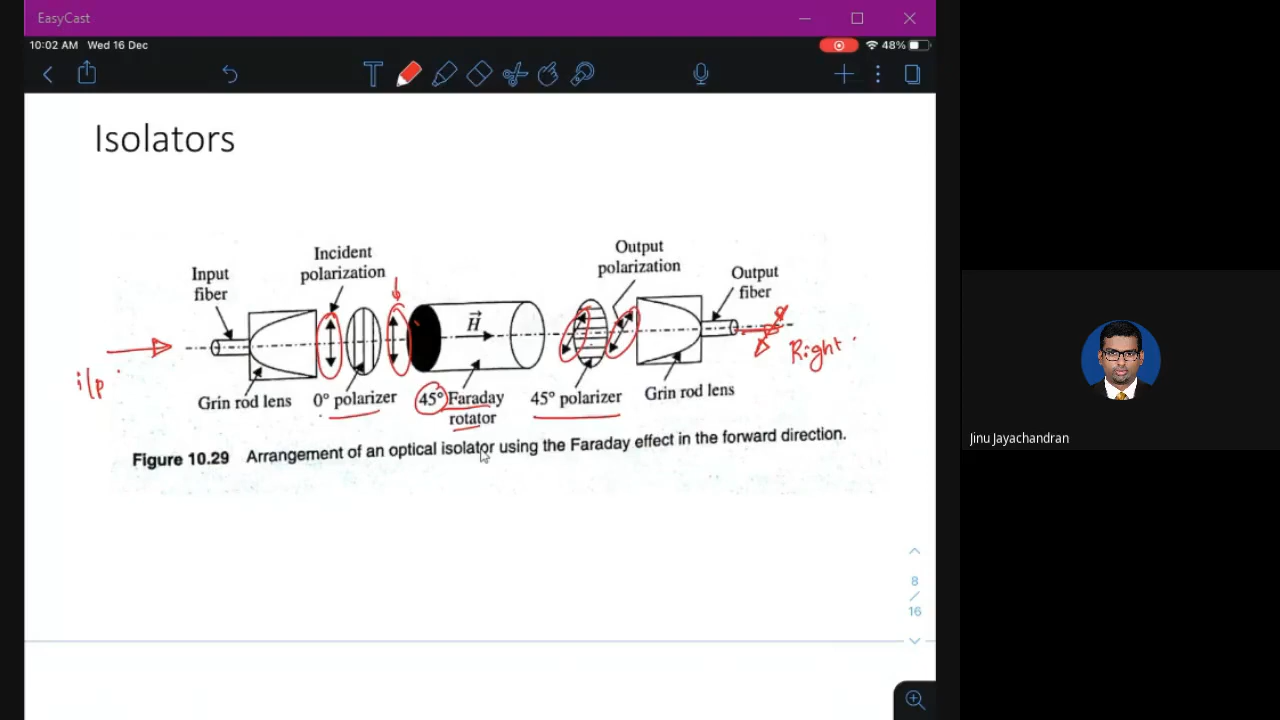 EasyCast
10:02 AM Wed 16 Dec
48%
T
Isolators
Incident
polarization
Output
polarization
Input
fiber
Output
fiber
H
i/p
Right
Grin rod lens
0° polarizer
45° Faraday
rotator
45° polarizer
Grin rod lens
Figure 10.29 Arrangement of an optical isolator using the Faraday effect in the forward direction.
Jinu Jayachandran
8
/
16